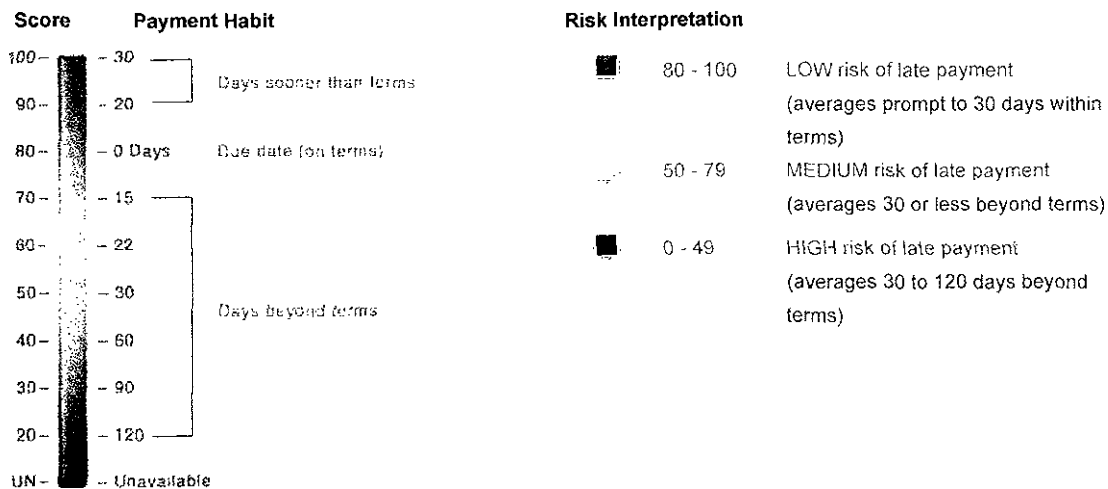 Score Payment Habit
100 30
Days sooner than terms
90 20
80 0 Days Due date (on terms)
70 15
60 22
50 30
Days beyond terms
40 60
30 90
20 120
UN Unavailable
Risk Interpretation
80 - 100 LOW risk of late payment
(averages prompt to 30 days within
terms)
50 - 79 MEDIUM risk of late payment
(averages 30 or less beyond terms)
0 - 49 HIGH risk of late payment
(averages 30 to 120 days beyond
terms)